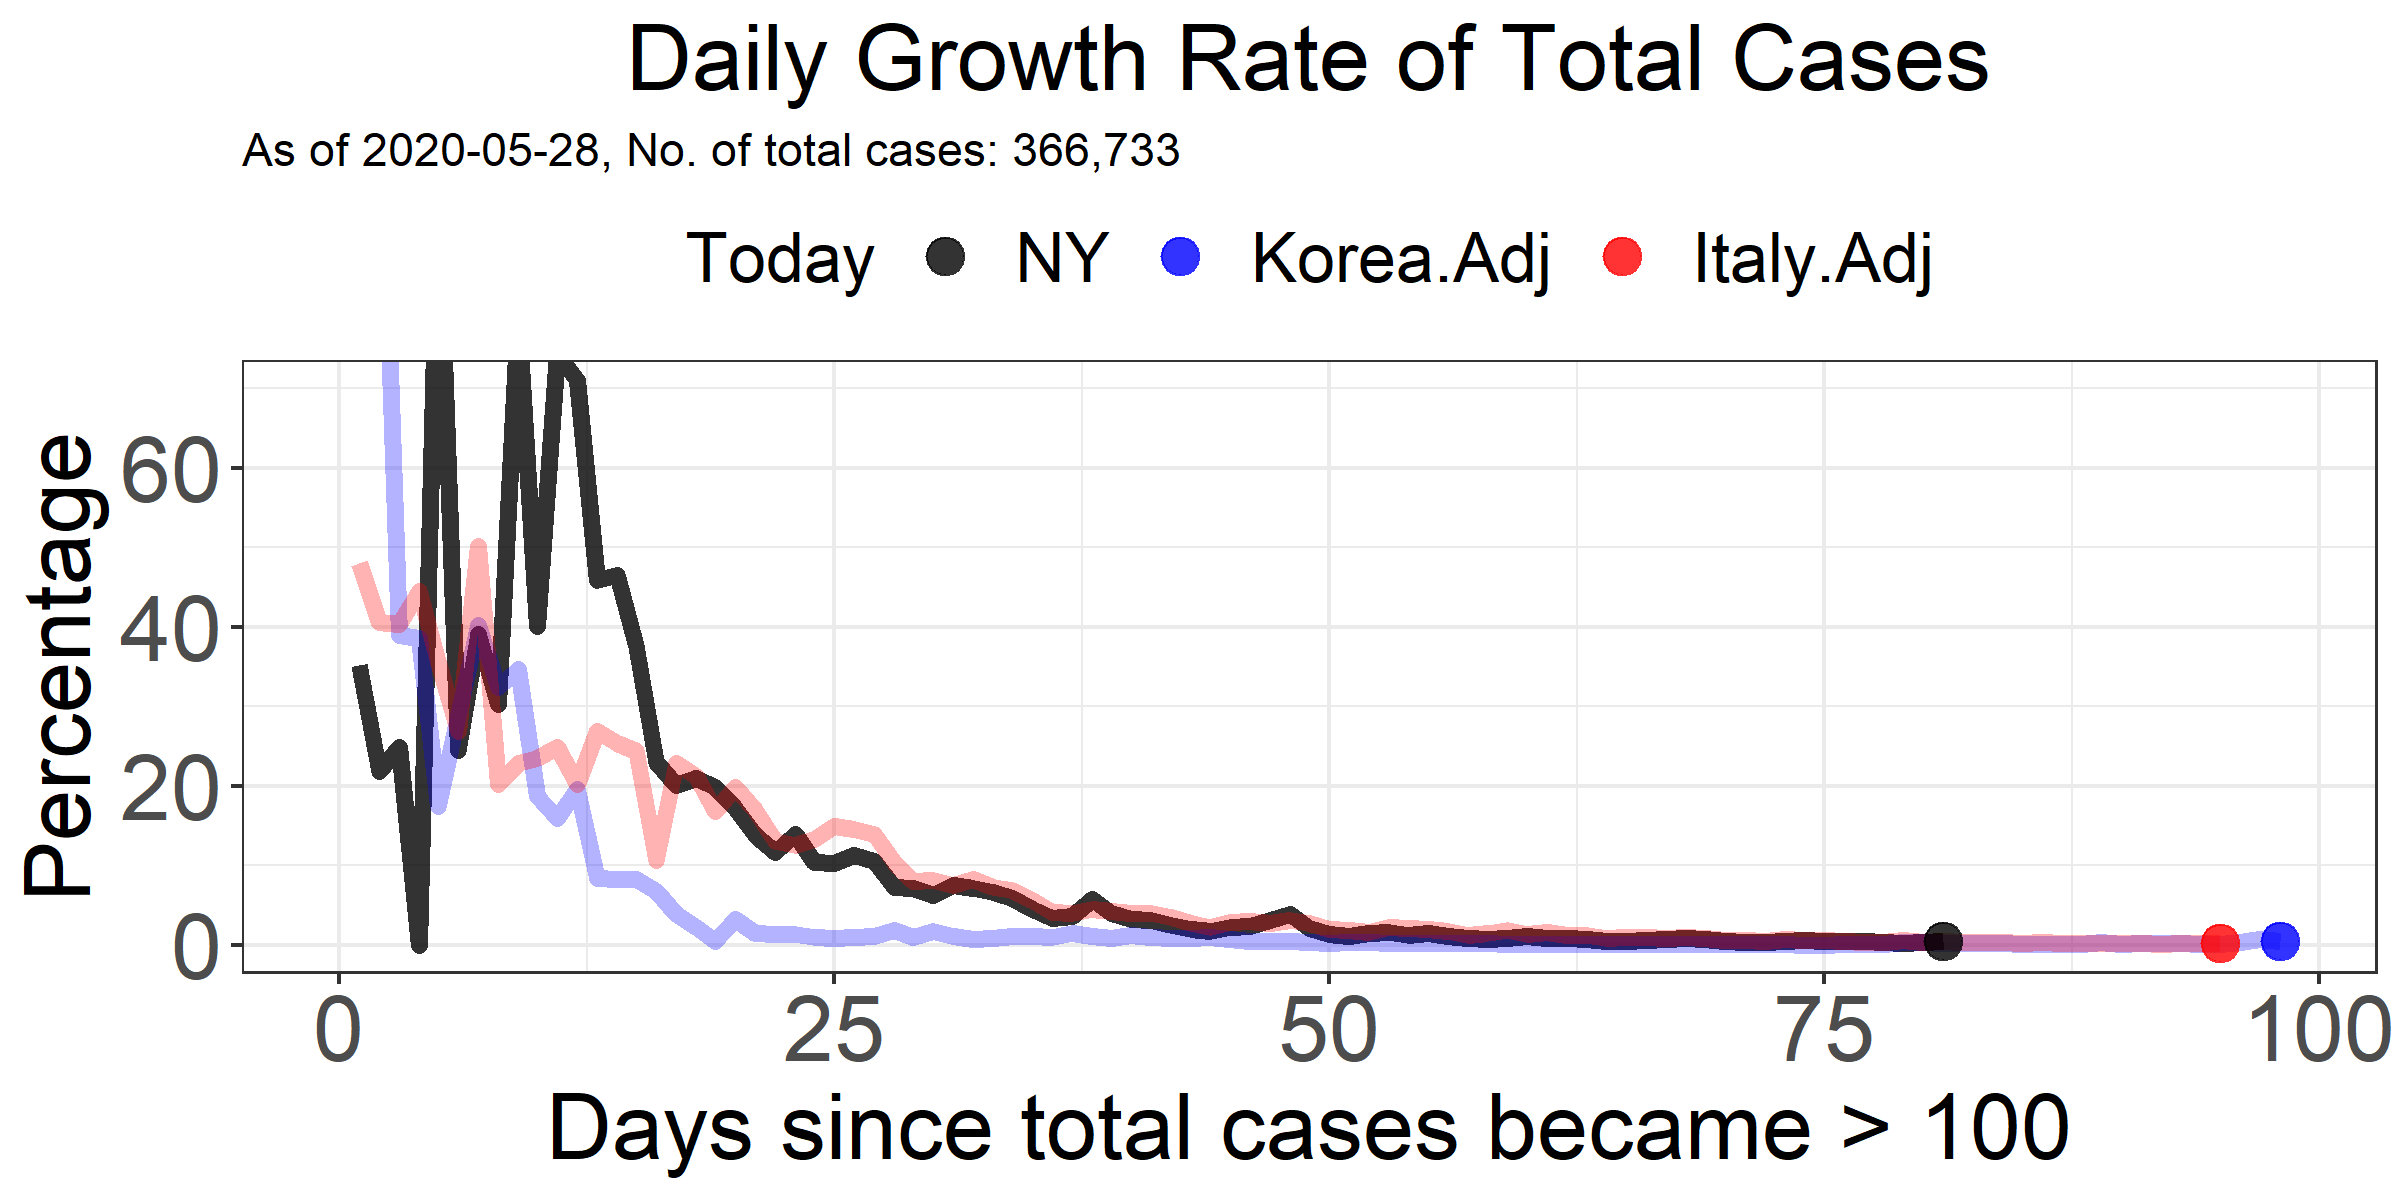 Daily Growth Rate of Total Cases
As of 2020-05-28, No. of total cases: 366,733
Today NY Korea.Adj Italy.Adj
Percentage
60
40
20
0
0 25 50 75 100
Days since total cases became > 100